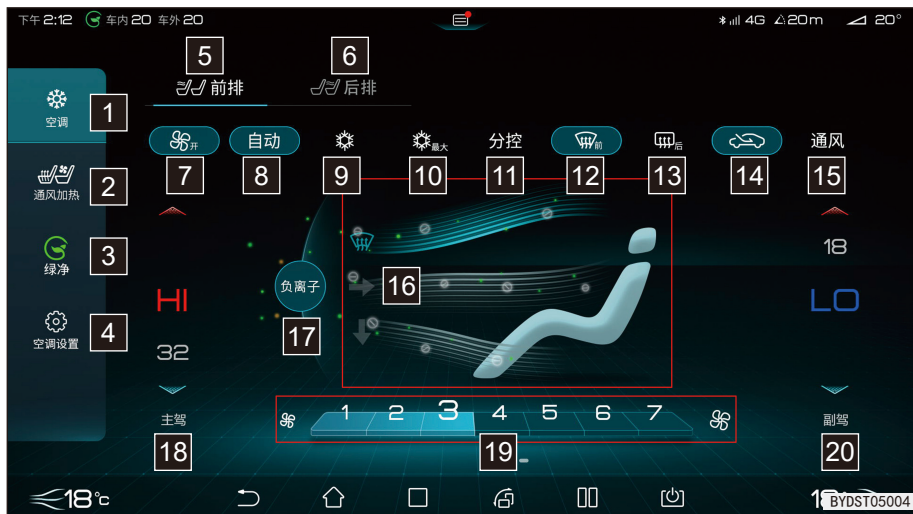 下午 2:12 车内 20 车外 20 4G 20m 20°
5 6
前排 后排
1 空调
开 自动 最大 分控 前 后 通风
7 8 9 10 11 12 13 14 15
2 通风加热
3 绿净
4 空调设置
18
HI LO
32
16
负离子
17
1 2 3 4 5 6 7
主驾 副驾
18 19 20
18°c 1
BYDST05004